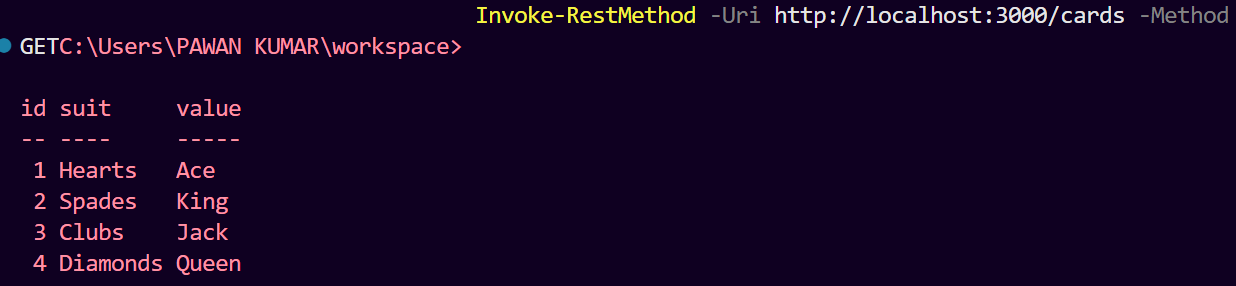 Invoke-RestMethod -Uri http://localhost:3000/cards -Method
GETC:\Users\PAWAN KUMAR\workspace>
id suit     value
-- ----     -----
 1 Hearts   Ace
 2 Spades   King
 3 Clubs    Jack
 4 Diamonds Queen